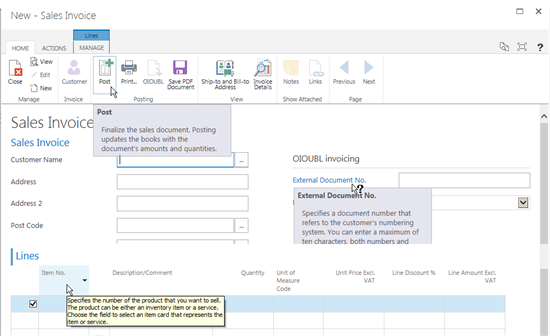 New - Sales Invoice
Lines
HOME
ACTIONS
MANAGE
Close
View
Edit
New
Customer
Post
Print...
OIOUBL
Save PDF
Document
Ship-to and Bill-to
Address
Invoice
Details
Notes
Links
Previous
Next
Manage
Invoice
Posting
View
Show Attached
Page
Post
Finalize the sales document. Posting
updates the books with the
document's amounts and quantities.
Sales Invoice
Sales Invoice
Customer Name
...
OIOUBL invoicing
Address
External Document No.
External Document No.
Specifies a document number that
refers to the customer's numbering
system. You can enter a maximum of
ten characters, both numbers and
Address 2
Post Code
...
Lines
Item No.
Description/Comment
Quantity
Unit of
Measure
Code
Unit Price Excl.
VAT
Line Discount %
Line Amount Excl.
VAT
Specifies the number of the product that you want to sell.
The product can be either an inventory item or a service.
Choose the field to select an item card that represents the
item or service.